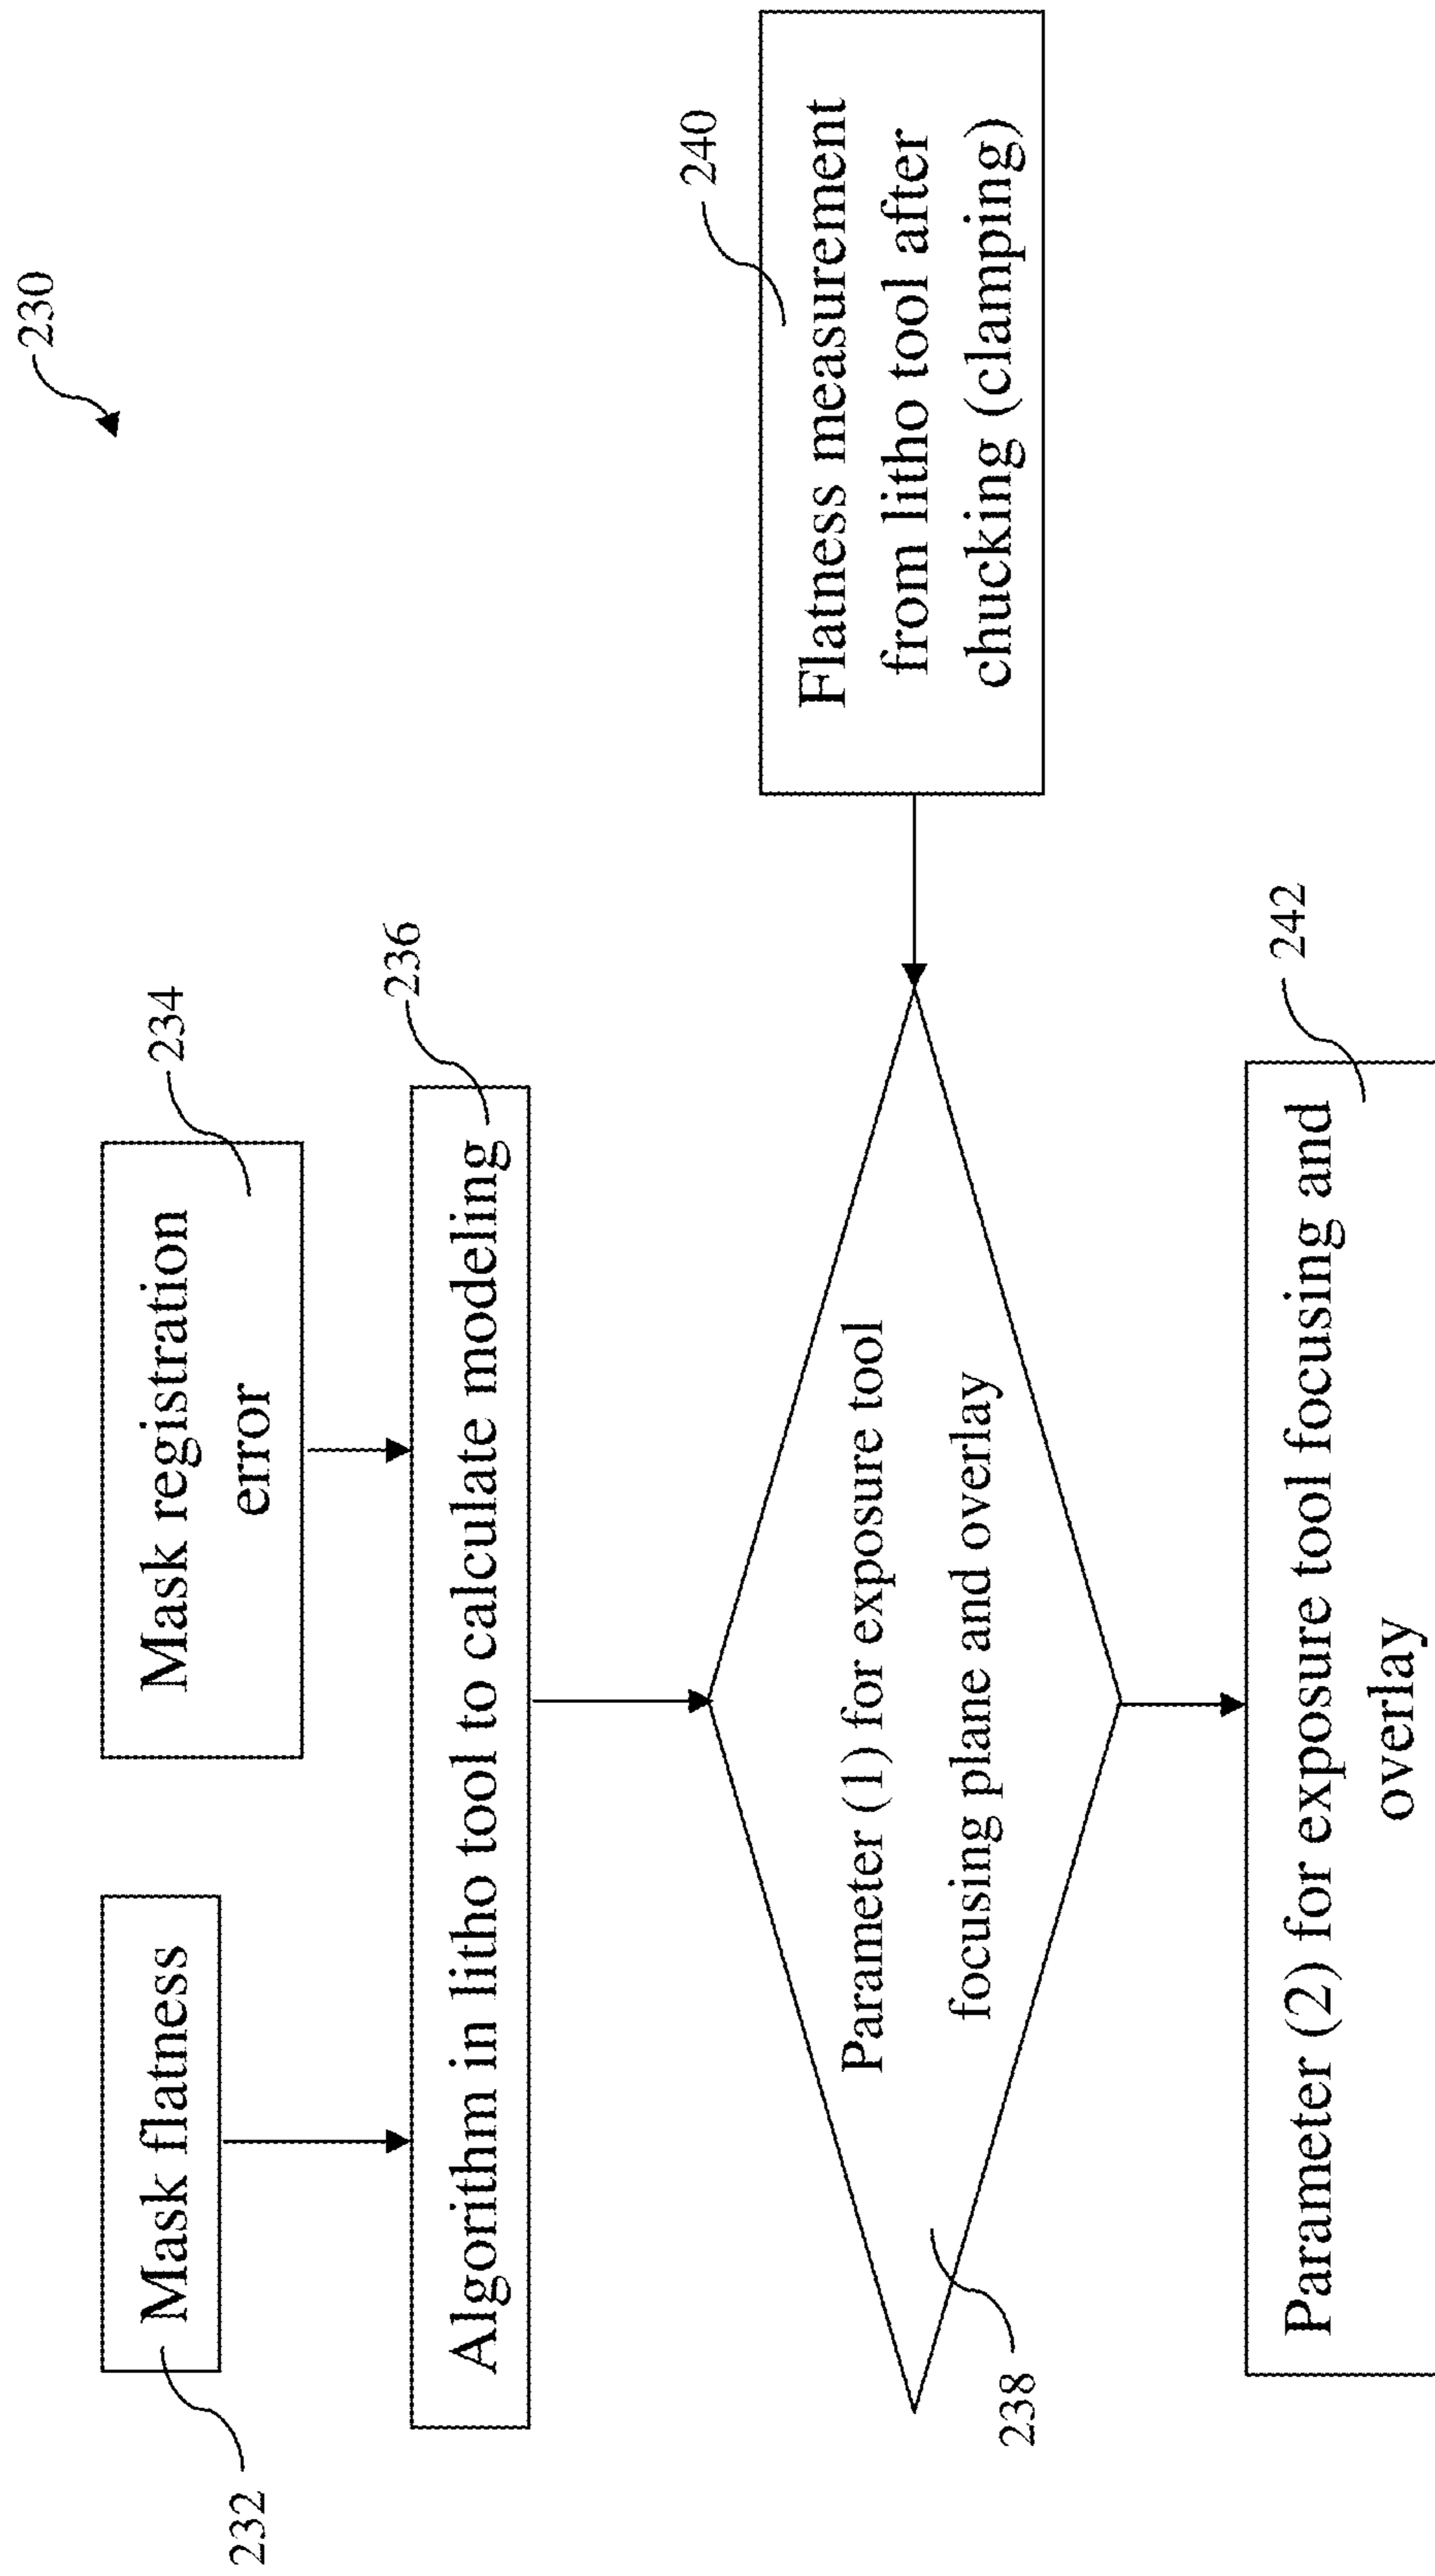 230
232
Mask flatness
234
Mask registration
error
236
Algorithm in litho tool to calculate modeling
240
Flatness measurement
from litho tool after
chucking (clamping)
Parameter (1) for exposure tool
focusing plane and overlay
238
242
Parameter (2) for exposure tool focusing and
overlay